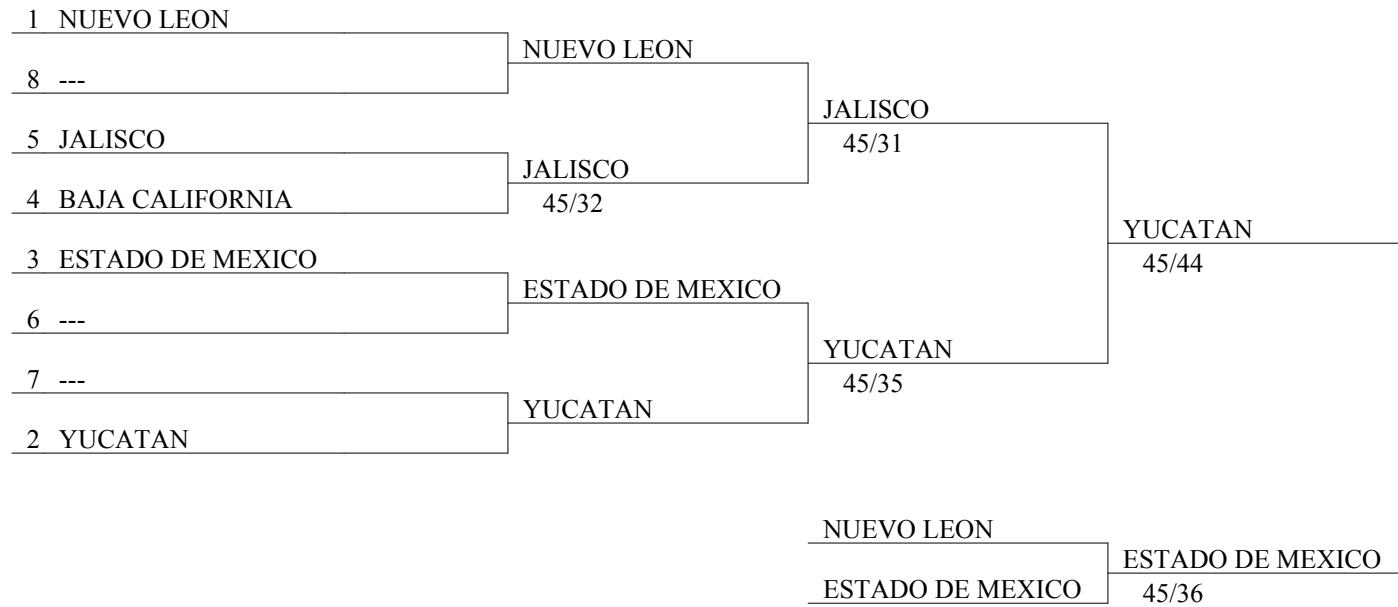 1 NUEVO LEON
NUEVO LEON
8 ---
JALISCO
45/31
5 JALISCO
JALISCO
45/32
4 BAJA CALIFORNIA
YUCATAN
45/44
3 ESTADO DE MEXICO
ESTADO DE MEXICO
6 ---
YUCATAN
45/35
7 ---
YUCATAN
2 YUCATAN
NUEVO LEON
ESTADO DE MEXICO
45/36
ESTADO DE MEXICO